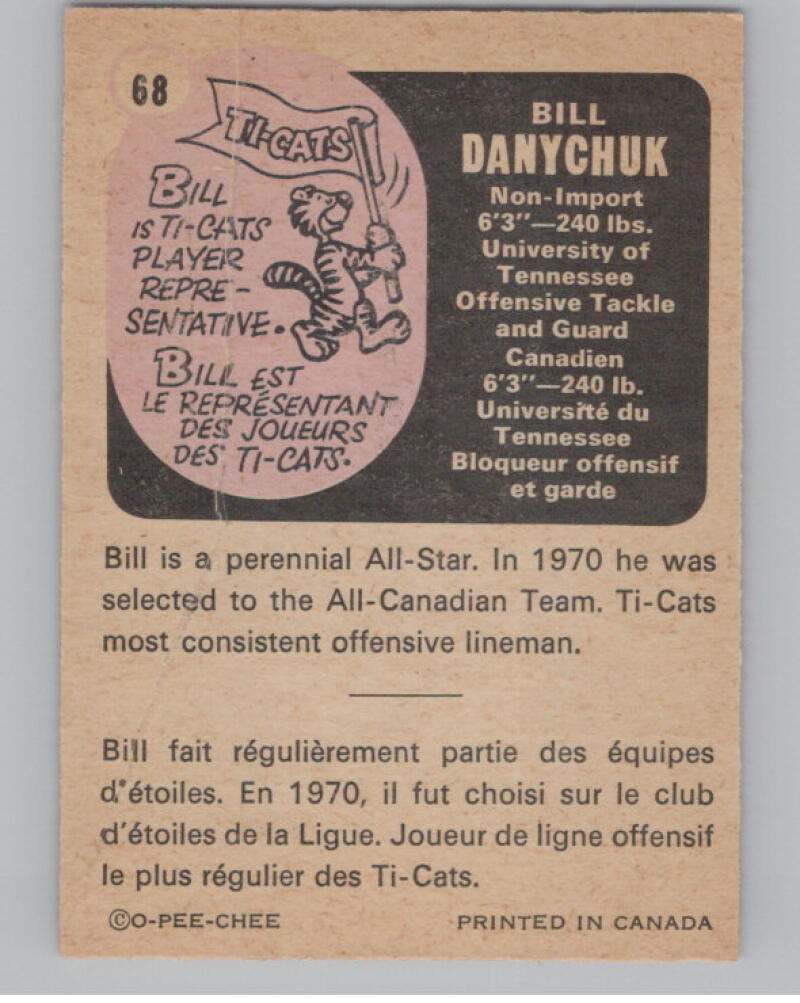 68
TI-CATS
BILL
IS TI-CATS
PLAYER
REPRE-
SENTATIVE.
BILL EST
LE REPRÉSENTANT
DES JOUEURS
DES TI-CATS.
BILL
DANYCHUK
Non-Import
6'3"—240 lbs.
University of
Tennessee
Offensive Tackle
and Guard
Canadien
6'3"—240 lb.
Université du
Tennessee
Bloqueur offensif
et garde
Bill is a perennial All-Star. In 1970 he was
selected to the All-Canadian Team. Ti-Cats
most consistent offensive lineman.
Bill fait régulièrement partie des équipes
d'étoiles. En 1970, il fut choisi sur le club
d'étoiles de la Ligue. Joueur de ligne offensif
le plus régulier des Ti-Cats.
©O-PEE-CHEE
PRINTED IN CANADA